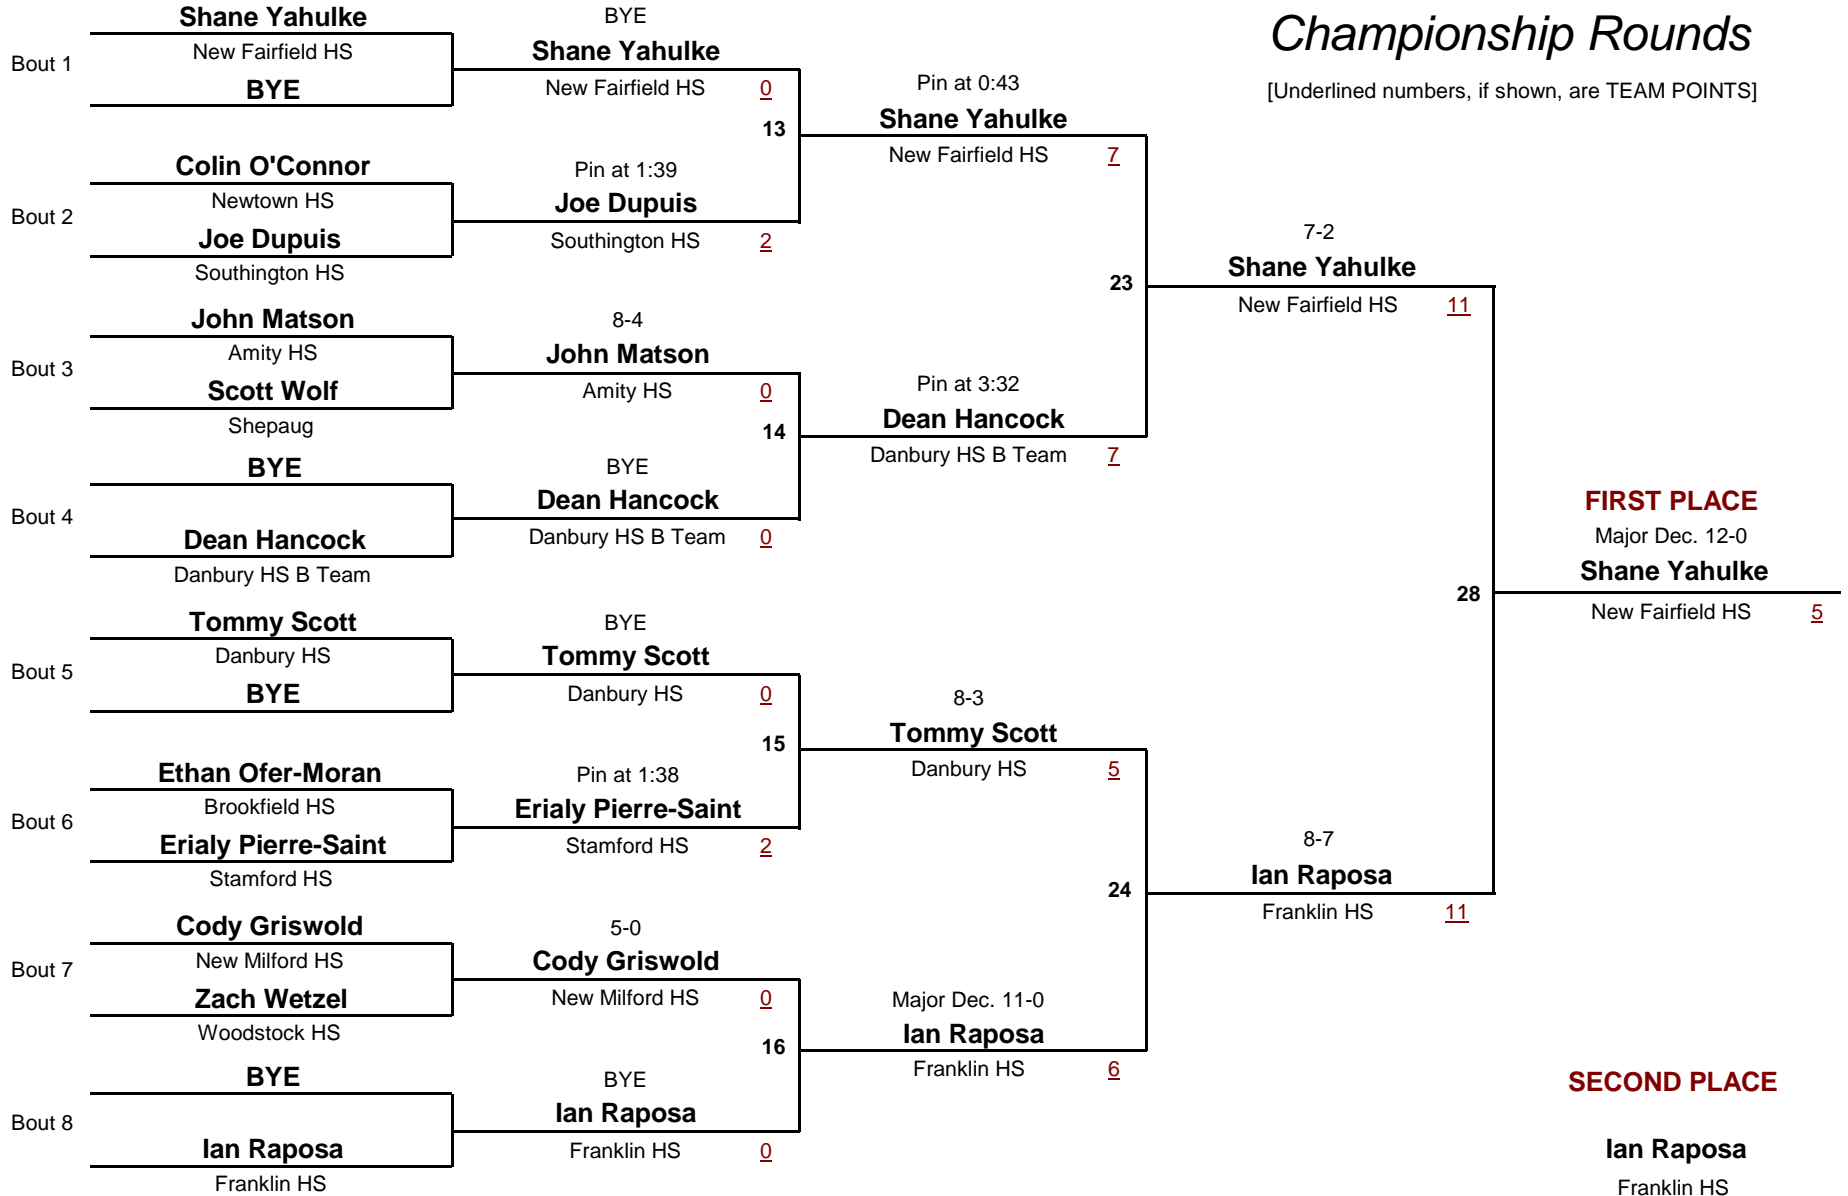 Championship Rounds
[Underlined numbers, if shown, are TEAM POINTS]
Bout 1
Shane Yahulke
New Fairfield HS
BYE
Bout 2
Colin O'Connor
Newtown HS
Joe Dupuis
Southington HS
Bout 3
John Matson
Amity HS
Scott Wolf
Shepaug
Bout 4
BYE
Dean Hancock
Danbury HS B Team
Bout 5
Tommy Scott
Danbury HS
BYE
Bout 6
Ethan Ofer-Moran
Brookfield HS
Erialy Pierre-Saint
Stamford HS
Bout 7
Cody Griswold
New Milford HS
Zach Wetzel
Woodstock HS
Bout 8
BYE
Ian Raposa
Franklin HS
BYE
Shane Yahulke
New Fairfield HS 0
13
Pin at 1:39
Joe Dupuis
Southington HS 2
8-4
John Matson
Amity HS 0
14
BYE
Dean Hancock
Danbury HS B Team 0
BYE
Tommy Scott
Danbury HS 0
15
Pin at 1:38
Erialy Pierre-Saint
Stamford HS 2
5-0
Cody Griswold
New Milford HS 0
16
BYE
Ian Raposa
Franklin HS 0
Pin at 0:43
Shane Yahulke
New Fairfield HS 7
23
Pin at 3:32
Dean Hancock
Danbury HS B Team 7
8-3
Tommy Scott
Danbury HS 5
24
Major Dec. 11-0
Ian Raposa
Franklin HS 6
7-2
Shane Yahulke
New Fairfield HS 11
28
8-7
Ian Raposa
Franklin HS 11
FIRST PLACE
Major Dec. 12-0
Shane Yahulke
New Fairfield HS 5
SECOND PLACE
Ian Raposa
Franklin HS